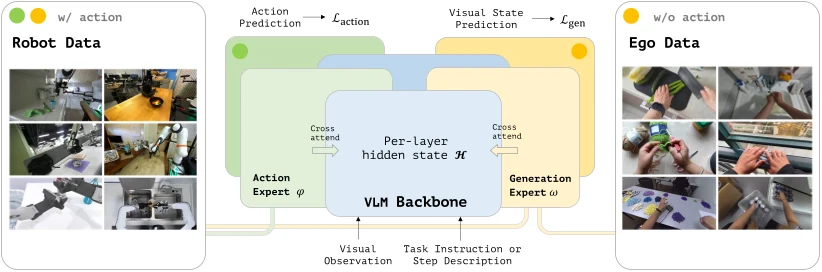 w/ action
Robot Data
Action
Prediction
ℒaction
Visual State
Prediction
ℒgen
w/o action
Ego Data
Cross
attend
Per-layer
hidden state ℋ
Cross
attend
Action
Expert φ
VLM Backbone
Generation
Expert ω
Visual
Observation
Task Instruction or
Step Description